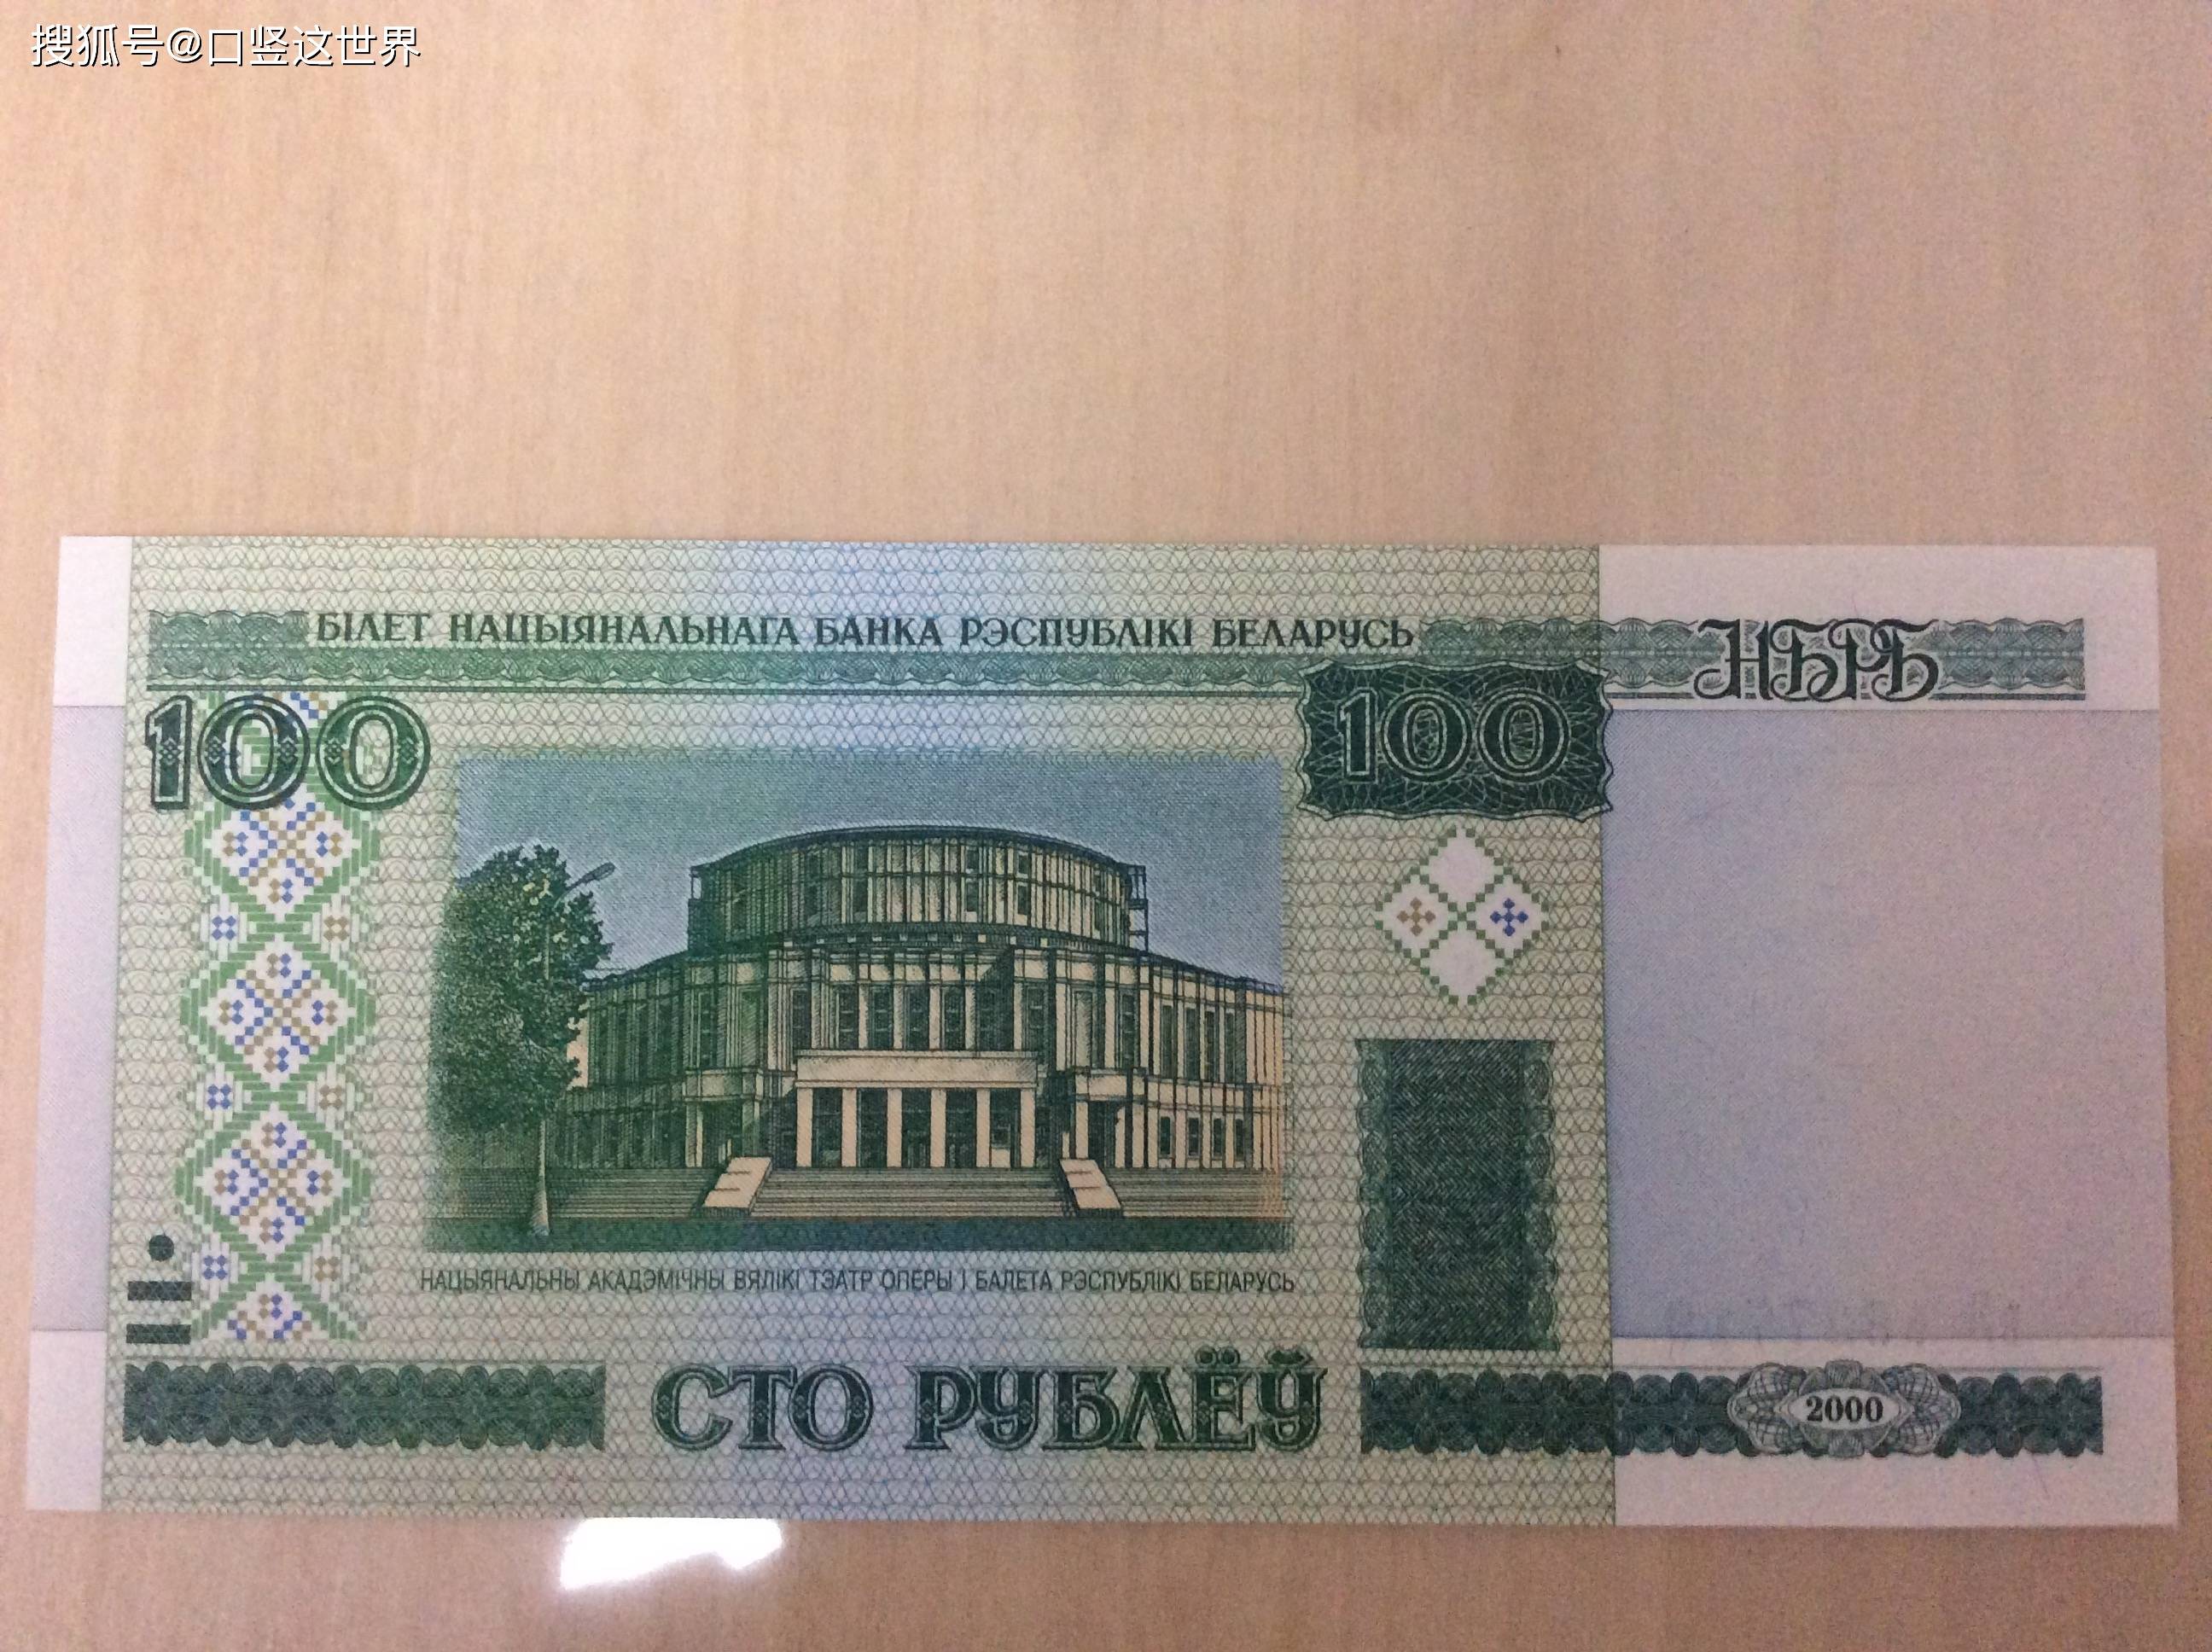 搜狐号@口竖这世界
БІЛЕТ НАЦЫЯНАЛЬНАГА БАНКА РЭСПУБЛІКІ БЕЛАРУСЬ
НБРБ
100
100
НАЦЫЯНАЛЬНЫ АКАДЭМІЧНЫ ВЯЛІКІ ТЭАТР ОПЕРЫ І БАЛЕТА РЭСПУБЛІКІ БЕЛАРУСЬ
СТО РУБЛЁЎ
2000